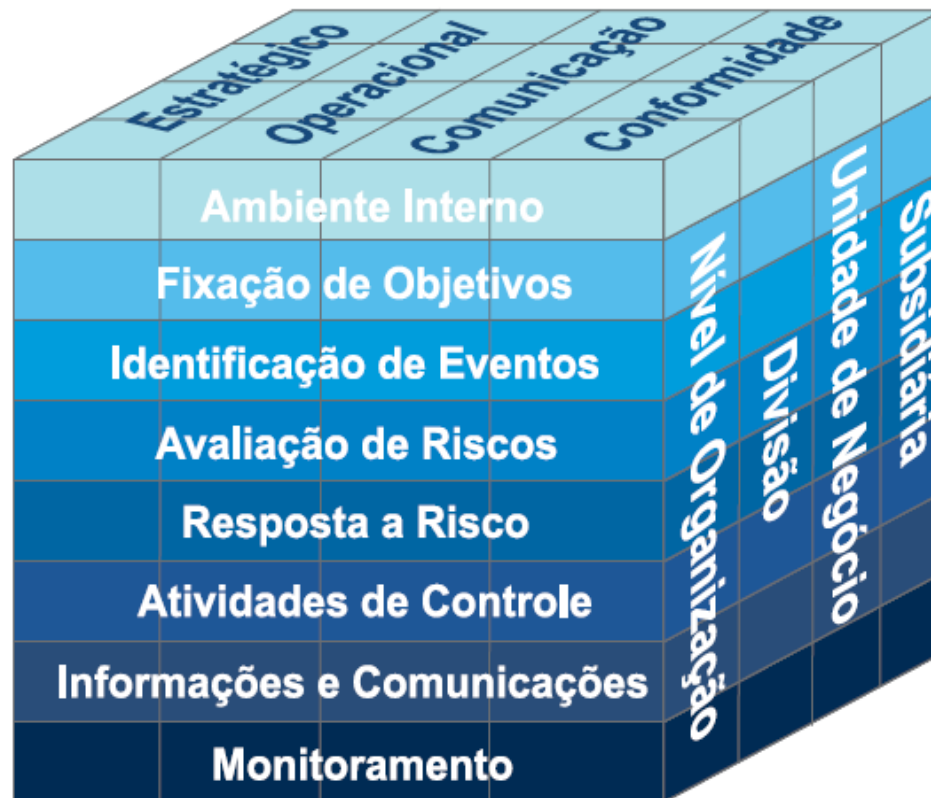 Estratégico
Operacional
Comunicação
Conformidade
Ambiente Interno
Fixação de Objetivos
Identificação de Eventos
Avaliação de Riscos
Resposta a Risco
Atividades de Controle
Informações e Comunicações
Monitoramento
Nível de Organização
Divisão
Unidade de Negócio
Subsidiária